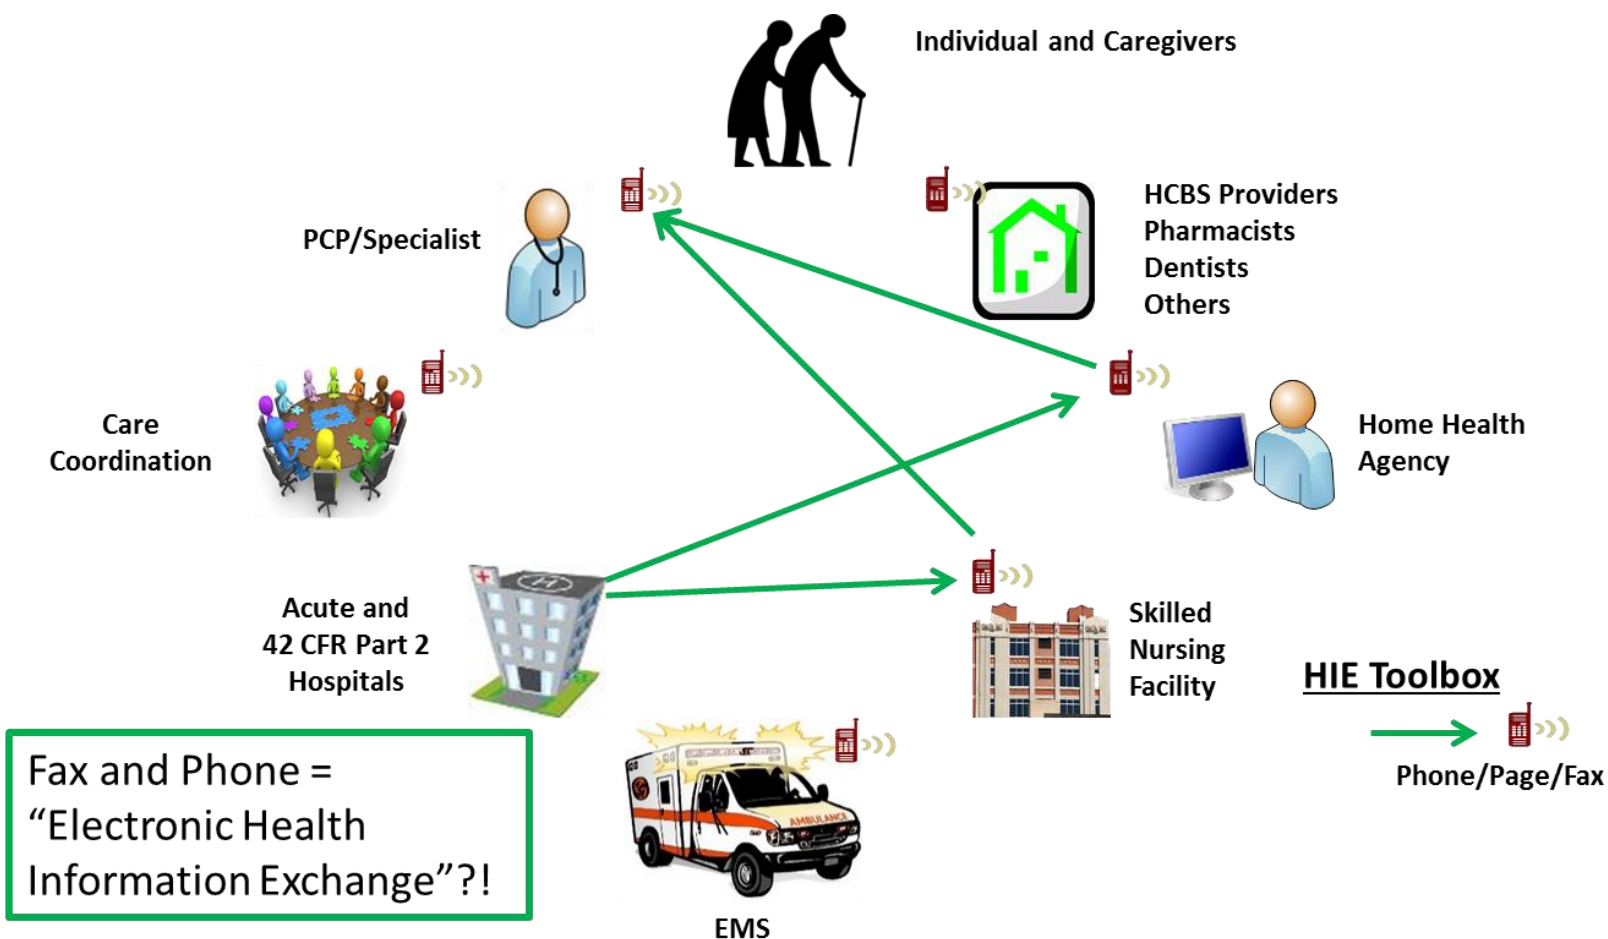 Individual and Caregivers
PCP/Specialist
HCBS Providers
Pharmacists
Dentists
Others
Care
Coordination
Home Health
Agency
Acute and
42 CFR Part 2
Hospitals
H
Skilled
Nursing
Facility
HIE Toolbox
Phone/Page/Fax
Fax and Phone =
“Electronic Health
Information Exchange”?!
AMBULANCE
EMS